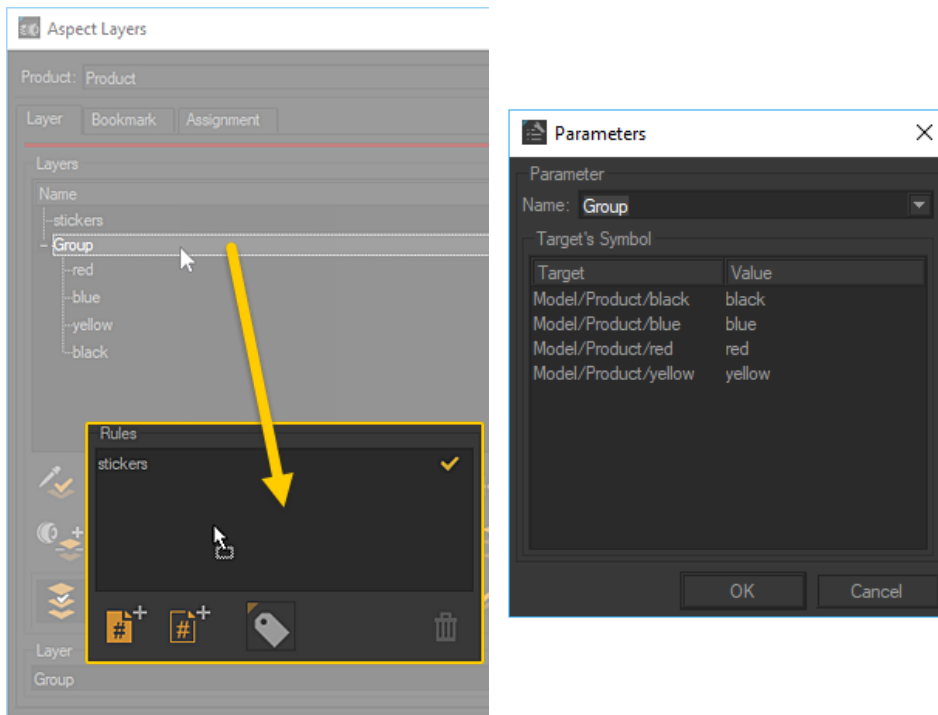 Aspect Layers
Product: Product
Layer Bookmark Assignment
Layers
Name
stickers
Group
red
blue
yellow
black
Rules
stickers
Layer
Group
Parameters
Parameter
Name: Group
Target's Symbol
Target Value
Model/Product/black black
Model/Product/blue blue
Model/Product/red red
Model/Product/yellow yellow
OK Cancel